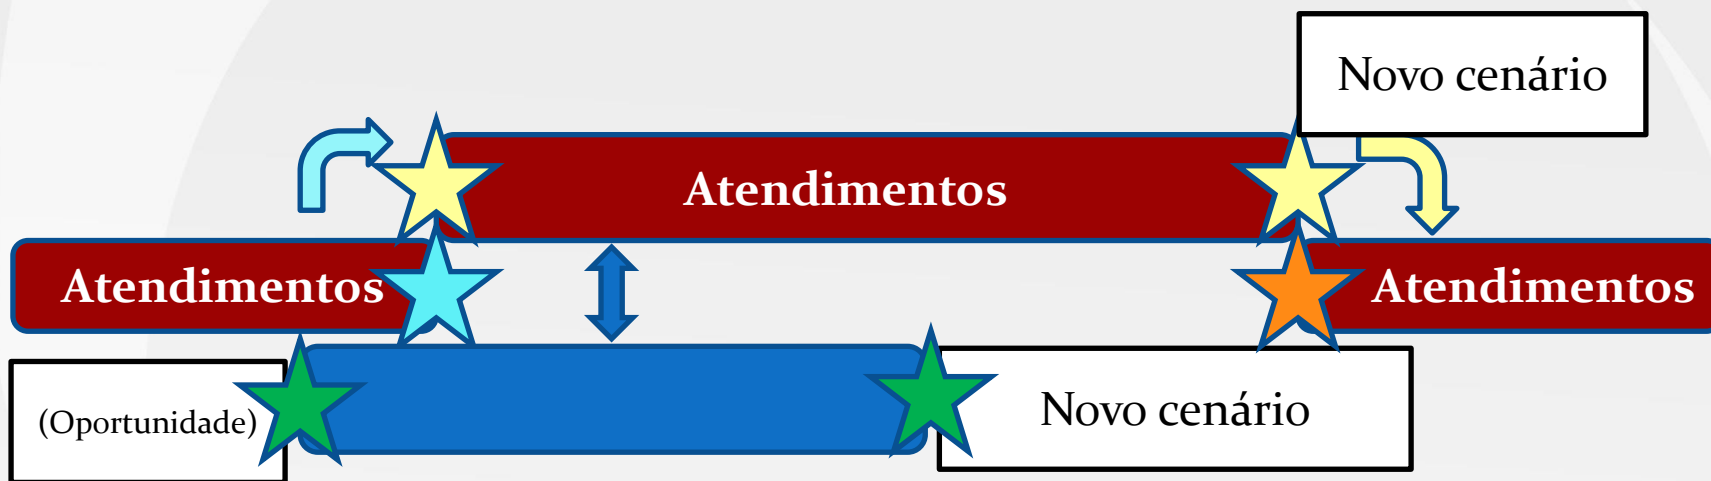 Novo cenário
Atendimentos
Atendimentos
Atendimentos
(Oportunidade)
Novo cenário